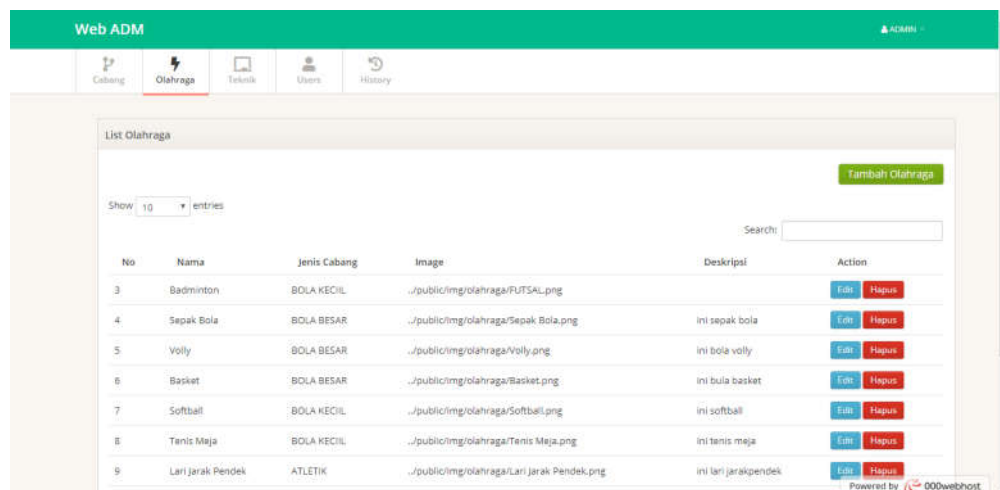 Web ADM ADMIN
Cabang Olahraga Teknik Users History
List Olahraga
Tambah Olahraga
Show 10 entries
Search:
No Nama Jenis Cabang Image Deskripsi Action
3 Badminton BOLA KECIIL ../public/img/olahraga/FUTSAL.png Edit Hapus
4 Sepak Bola BOLA BESAR ../public/img/olahraga/Sepak Bola.png ini sepak bola Edit Hapus
5 Volly BOLA BESAR ../public/img/olahraga/Volly.png ini bola volly Edit Hapus
6 Basket BOLA BESAR ../public/img/olahraga/Basket.png ini bula basket Edit Hapus
7 Softball BOLA KECIIL ../public/img/olahraga/Softball.png ini softball Edit Hapus
8 Tenis Meja BOLA KECIIL ../public/img/olahraga/Tenis Meja.png ini tenis meja Edit Hapus
9 Lari Jarak Pendek ATLETIK ../public/img/olahraga/Lari Jarak Pendek.png ini lari jarakpendek Edit Hapus
Powered by 000webhost